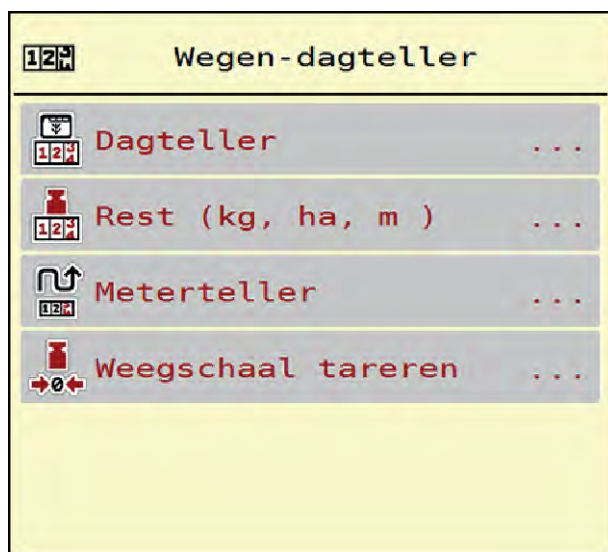 Wegen-dagteller
Dagteller ...
Rest (kg, ha, m ) ...
Meterteller ...
Weegschaal tareren ...